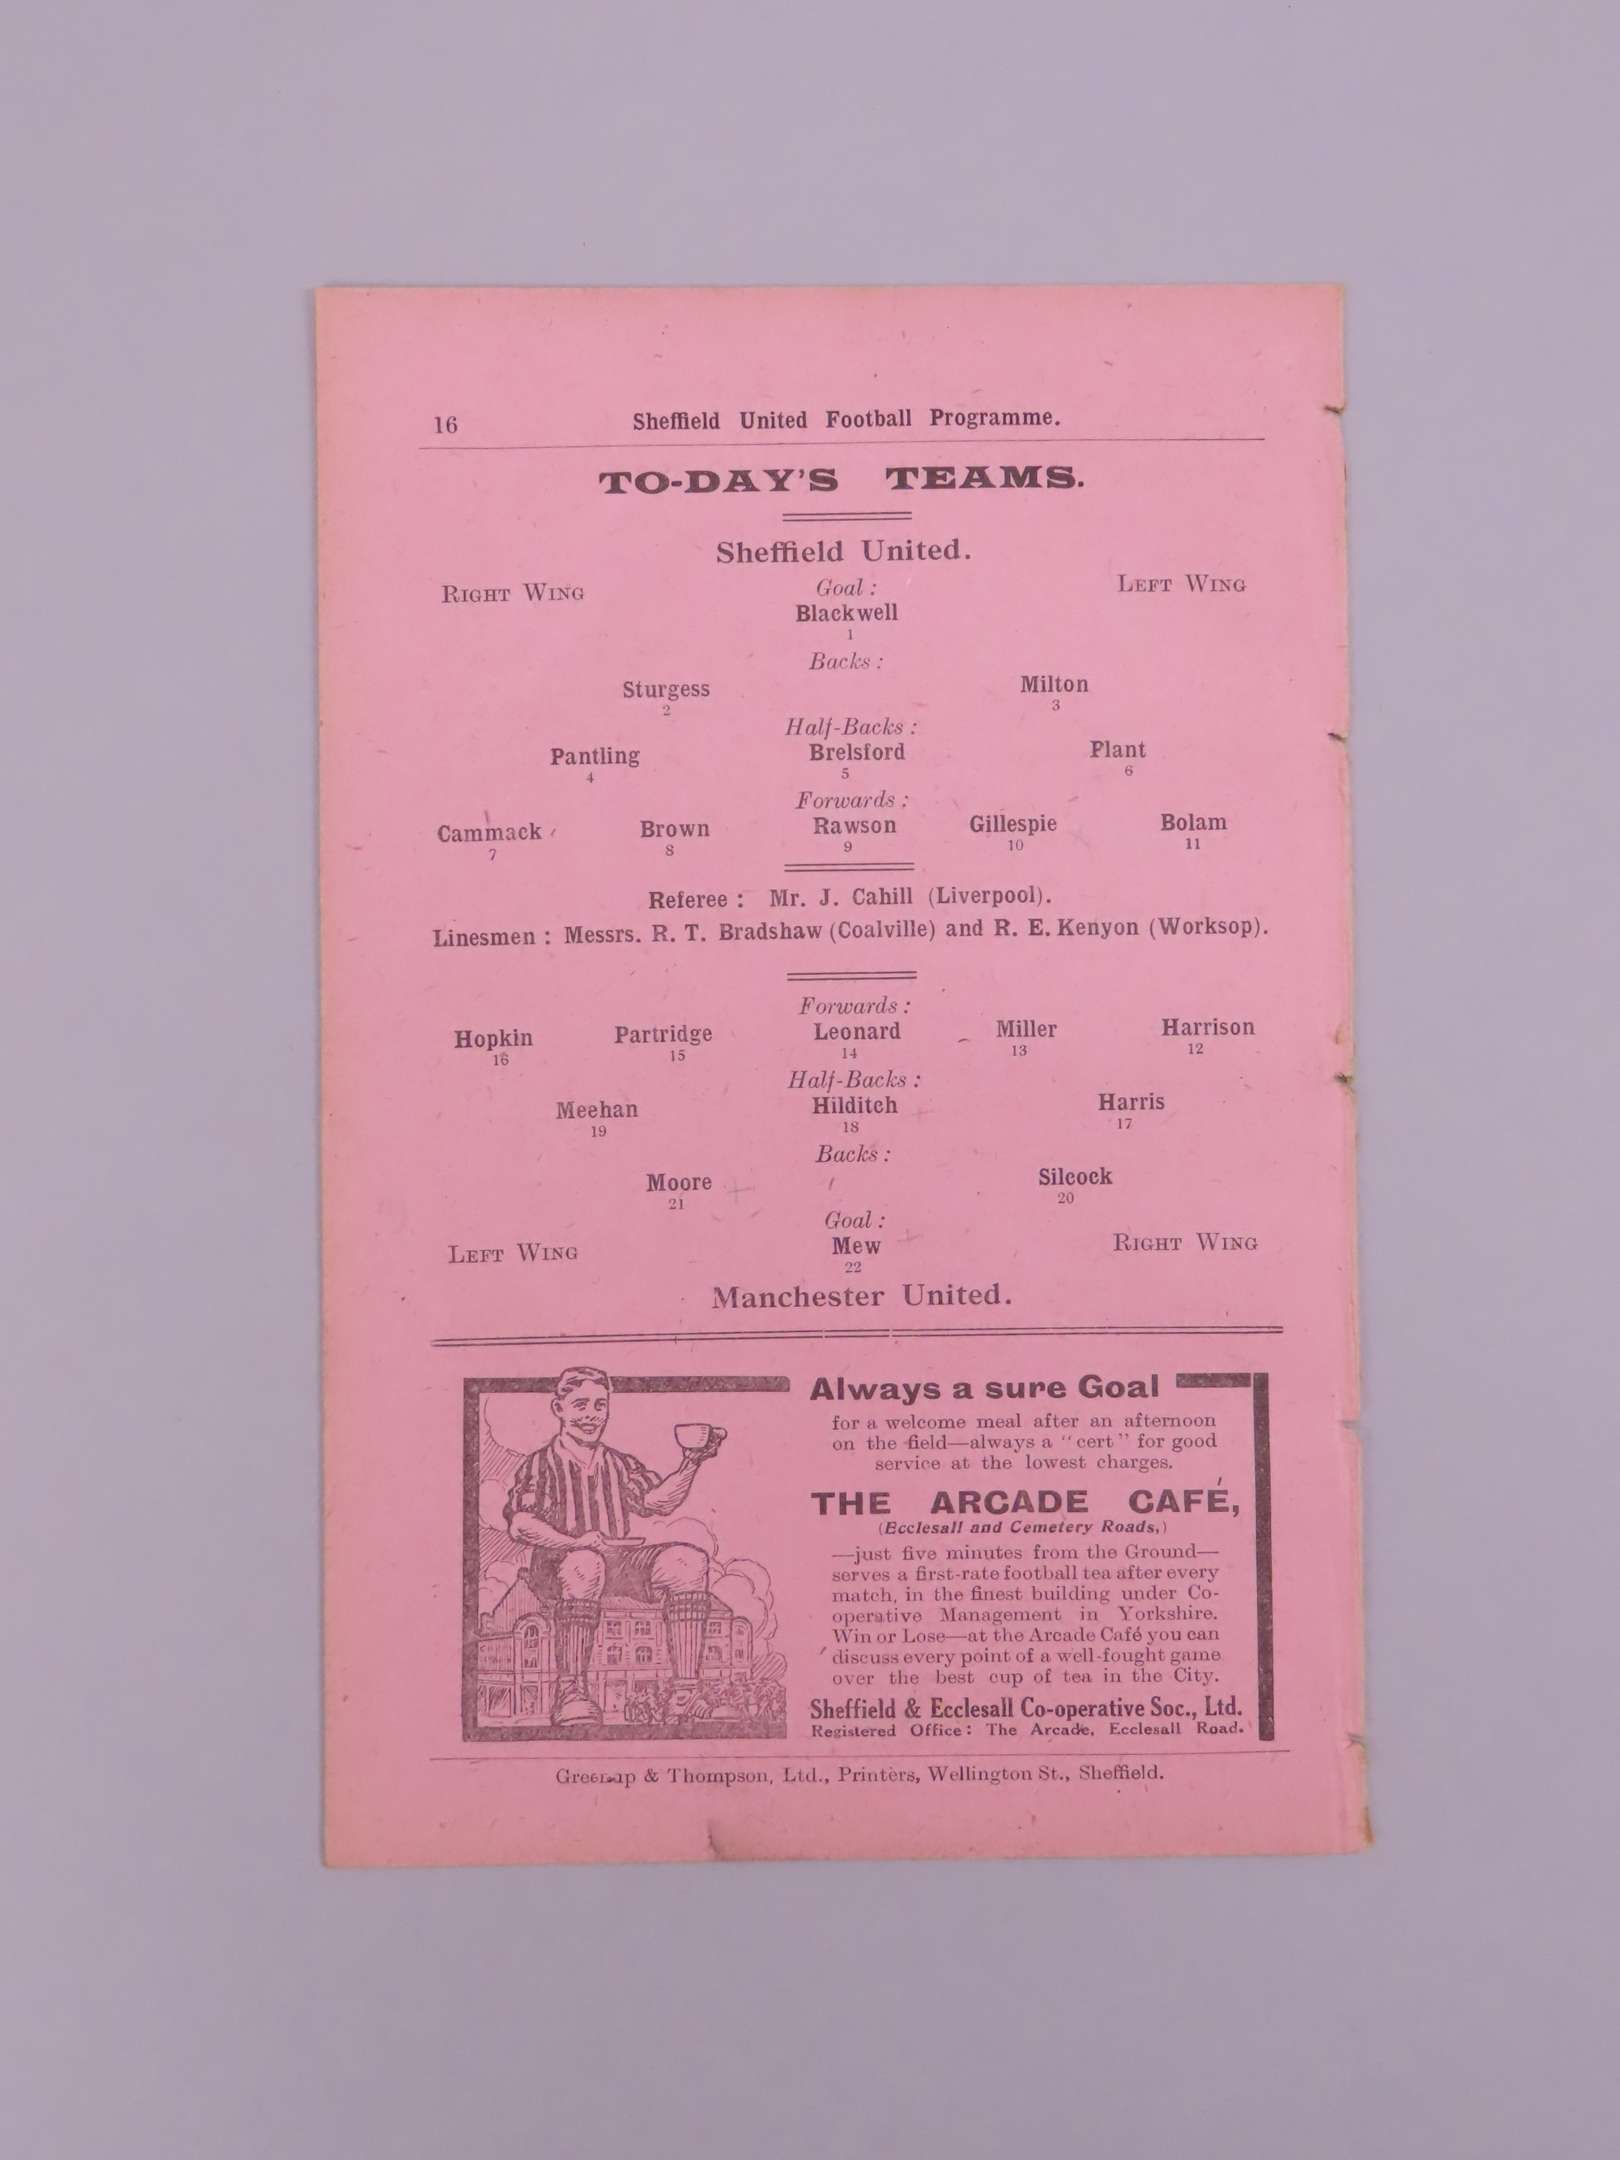 16 Sheffield United Football Programme.
TO-DAY'S TEAMS.
Sheffield United.
RIGHT WING Goal : LEFT WING
Blackwell
1
Backs :
Sturgess Milton
2 3
Half-Backs :
Pantling Brelsford Plant
4 5 6
Forwards :
Cammack Brown Rawson Gillespie Bolam
7 8 9 10 11
Referee : Mr. J. Cahill (Liverpool).
Linesmen : Messrs. R. T. Bradshaw (Coalville) and R. E. Kenyon (Worksop).
Forwards :
Hopkin Partridge Leonard Miller Harrison
16 15 14 13 12
Half-Backs :
Meehan Hilditch Harris
19 18 17
Backs :
Moore Silcock
21 20
Goal :
LEFT WING Mew RIGHT WING
22
Manchester United.
Always a sure Goal
for a welcome meal after an afternoon
on the field—always a "cert" for good
service at the lowest charges.
THE ARCADE CAFÉ,
(Ecclesall and Cemetery Roads,)
—just five minutes from the Ground—
serves a first-rate football tea after every
match, in the finest building under Co-
operative Management in Yorkshire.
Win or Lose—at the Arcade Café you can
discuss every point of a well-fought game
over the best cup of tea in the City.
Sheffield & Ecclesall Co-operative Soc., Ltd.
Registered Office : The Arcade, Ecclesall Road.
& Thompson, Ltd., Printers, Wellington St., Sheffield.